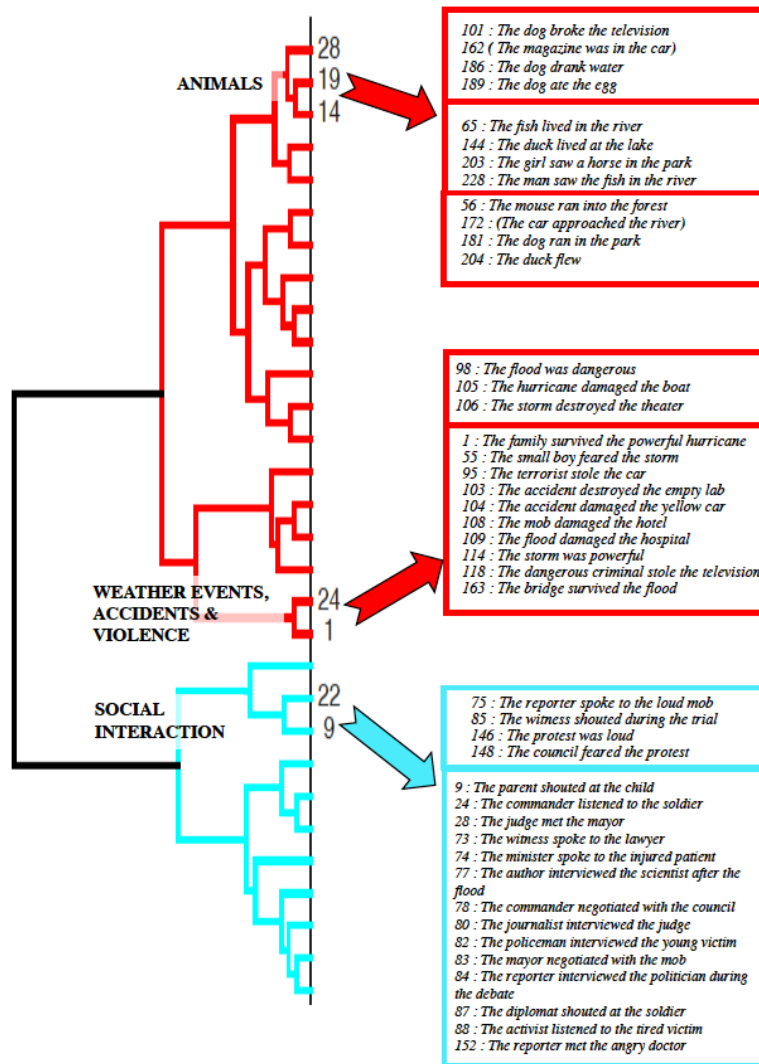 ANIMALS
28
19
14
101 : The dog broke the television
162 ( The magazine was in the car)
186 : The dog drank water
189 : The dog ate the egg
65 : The fish lived in the river
144 : The duck lived at the lake
203 : The girl saw a horse in the park
228 : The man saw the fish in the river
56 : The mouse ran into the forest
172 : (The car approached the river)
181 : The dog ran in the park
204 : The duck flew
WEATHER EVENTS,
ACCIDENTS &
VIOLENCE
24
1
98 : The flood was dangerous
105 : The hurricane damaged the boat
106 : The storm destroyed the theater
1 : The family survived the powerful hurricane
55 : The small boy feared the storm
95 : The terrorist stole the car
103 : The accident destroyed the empty lab
104 : The accident damaged the yellow car
108 : The mob damaged the hotel
109 : The flood damaged the hospital
114 : The storm was powerful
118 : The dangerous criminal stole the television
163 : The bridge survived the flood
SOCIAL
INTERACTION
22
9
75 : The reporter spoke to the loud mob
85 : The witness shouted during the trial
146 : The protest was loud
148 : The council feared the protest
9 : The parent shouted at the child
24 : The commander listened to the soldier
28 : The judge met the mayor
73 : The witness spoke to the lawyer
74 : The minister spoke to the injured patient
77 : The author interviewed the scientist after the
flood
78 : The commander negotiated with the council
80 : The journalist interviewed the judge
82 : The policeman interviewed the young victim
83 : The mayor negotiated with the mob
84 : The reporter interviewed the politician during
the debate
87 : The diplomat shouted at the soldier
88 : The activist listened to the tired victim
152 : The reporter met the angry doctor